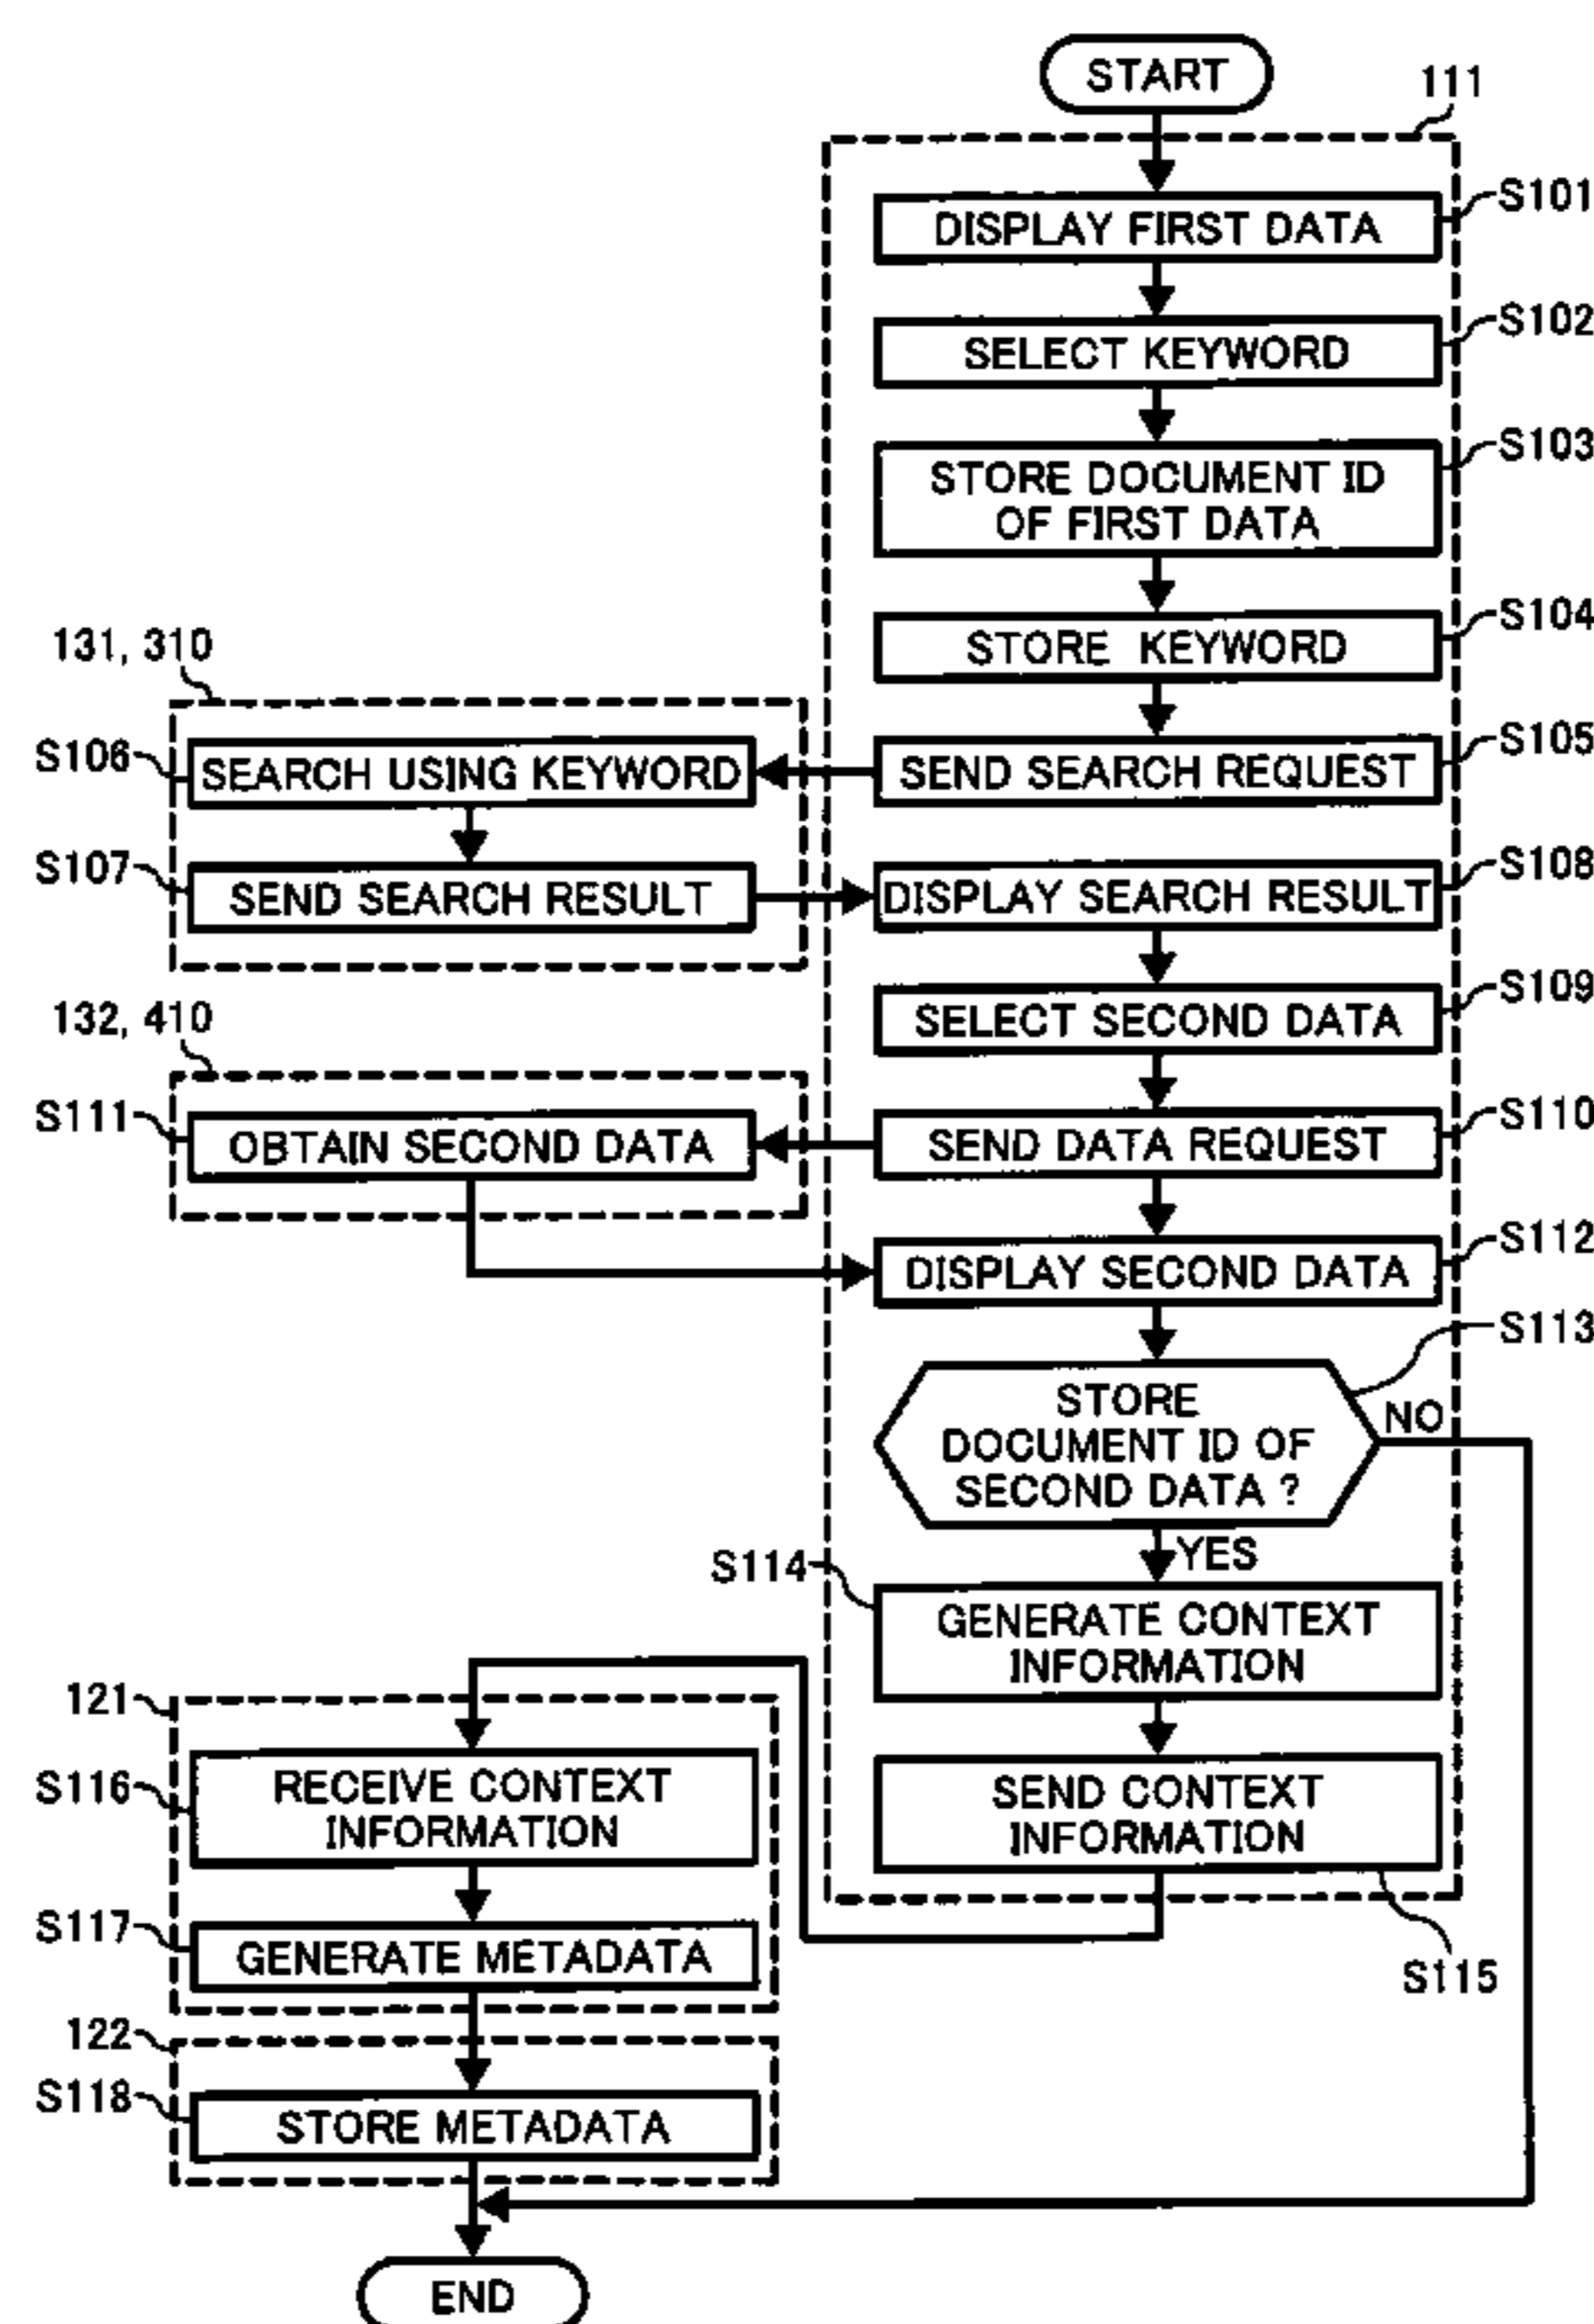 START
111
DISPLAY FIRST DATA
S101
SELECT KEYWORD
S102
STORE DOCUMENT ID
OF FIRST DATA
S103
STORE KEYWORD
S104
131, 310
S106
SEARCH USING KEYWORD
SEND SEARCH REQUEST
S105
S107
SEND SEARCH RESULT
DISPLAY SEARCH RESULT
S108
SELECT SECOND DATA
S109
132, 410
S111
OBTAIN SECOND DATA
SEND DATA REQUEST
S110
DISPLAY SECOND DATA
S112
S113
STORE
DOCUMENT ID OF
SECOND DATA ?
NO
YES
S114
GENERATE CONTEXT
INFORMATION
121
S116
RECEIVE CONTEXT
INFORMATION
SEND CONTEXT
INFORMATION
S115
S117
GENERATE METADATA
122
S118
STORE METADATA
END